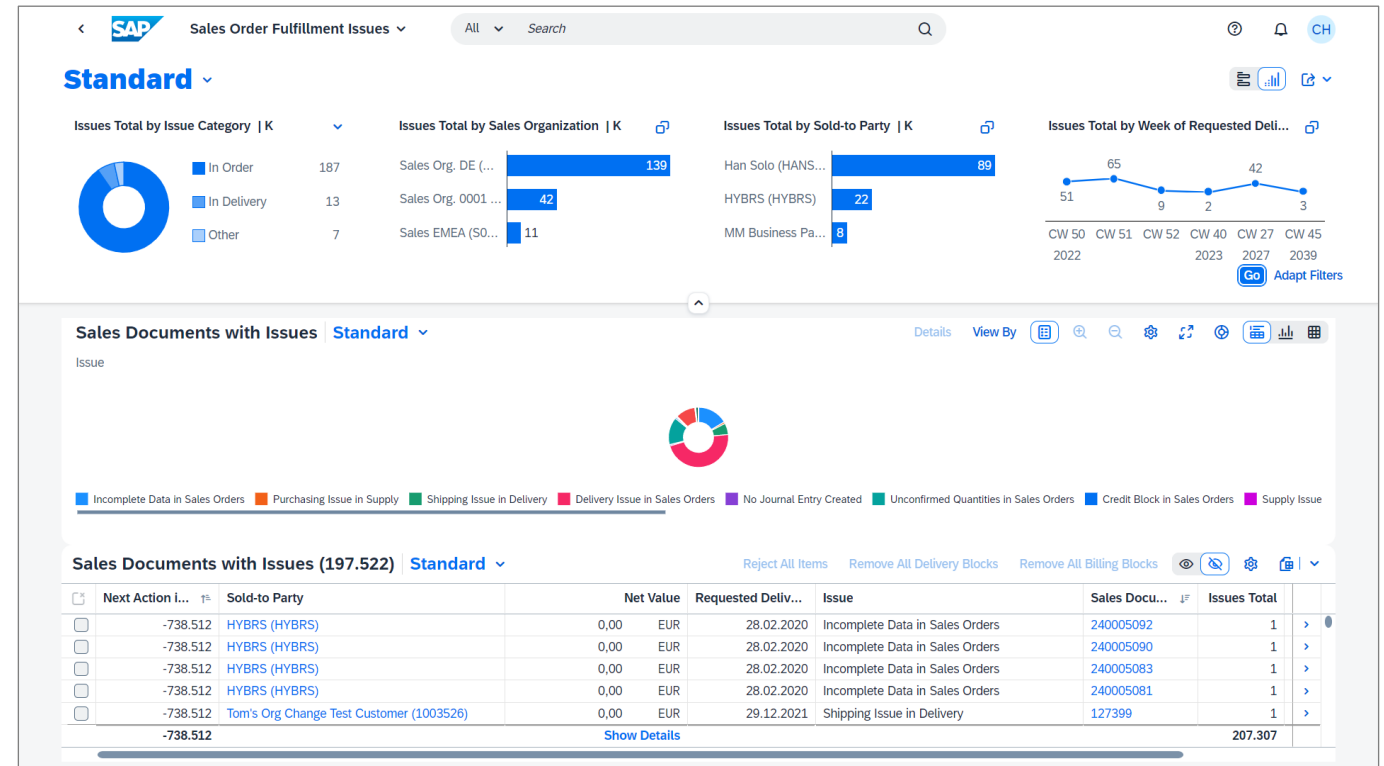 SAP Sales Order Fulfillment Issues All Search CH
Standard
Issues Total by Issue Category | K
In Order 187
In Delivery 13
Other 7
Issues Total by Sales Organization | K
Sales Org. DE (... 139
Sales Org. 0001 ... 42
Sales EMEA (S0... 11
Issues Total by Sold-to Party | K
Han Solo (HANS... 89
HYBRS (HYBRS) 22
MM Business Pa... 8
Issues Total by Week of Requested Deli...
51 65 9 2 42 3
CW 50 CW 51 CW 52 CW 40 CW 27 CW 45
2022 2023 2027 2039
Go Adapt Filters
Sales Documents with Issues Standard Details View By
Issue
Incomplete Data in Sales Orders Purchasing Issue in Supply Shipping Issue in Delivery Delivery Issue in Sales Orders No Journal Entry Created Unconfirmed Quantities in Sales Orders Credit Block in Sales Orders Supply Issue
Sales Documents with Issues (197.522) Standard Reject All Items Remove All Delivery Blocks Remove All Billing Blocks
Next Action i... Sold-to Party Net Value Requested Deliv... Issue Sales Docu... Issues Total
-738.512 HYBRS (HYBRS) 0,00 EUR 28.02.2020 Incomplete Data in Sales Orders 240005092 1
-738.512 HYBRS (HYBRS) 0,00 EUR 28.02.2020 Incomplete Data in Sales Orders 240005090 1
-738.512 HYBRS (HYBRS) 0,00 EUR 28.02.2020 Incomplete Data in Sales Orders 240005083 1
-738.512 HYBRS (HYBRS) 0,00 EUR 28.02.2020 Incomplete Data in Sales Orders 240005081 1
-738.512 Tom's Org Change Test Customer (1003526) 0,00 EUR 29.12.2021 Shipping Issue in Delivery 127399 1
-738.512 Show Details 207.307